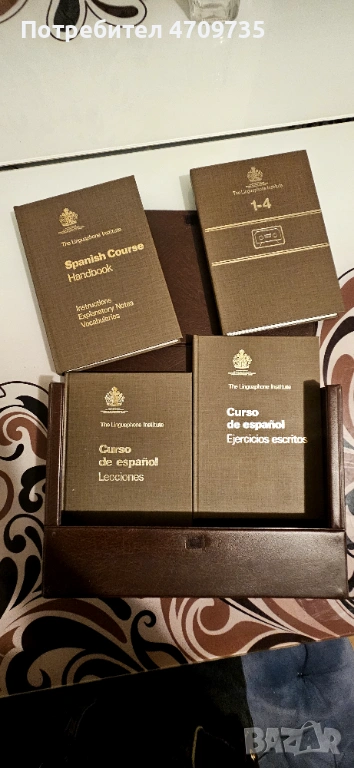 Потребител 4709735
The Linguaphone Institute
Spanish Course
Handbook
Instructions
Explanatory Notes
Vocabularies
The Linguaphone Institute
1-4
The Linguaphone Institute
Curso
de español
Lecciones
The Linguaphone Institute
Curso
de español
Ejercicios escritos
BAZAR